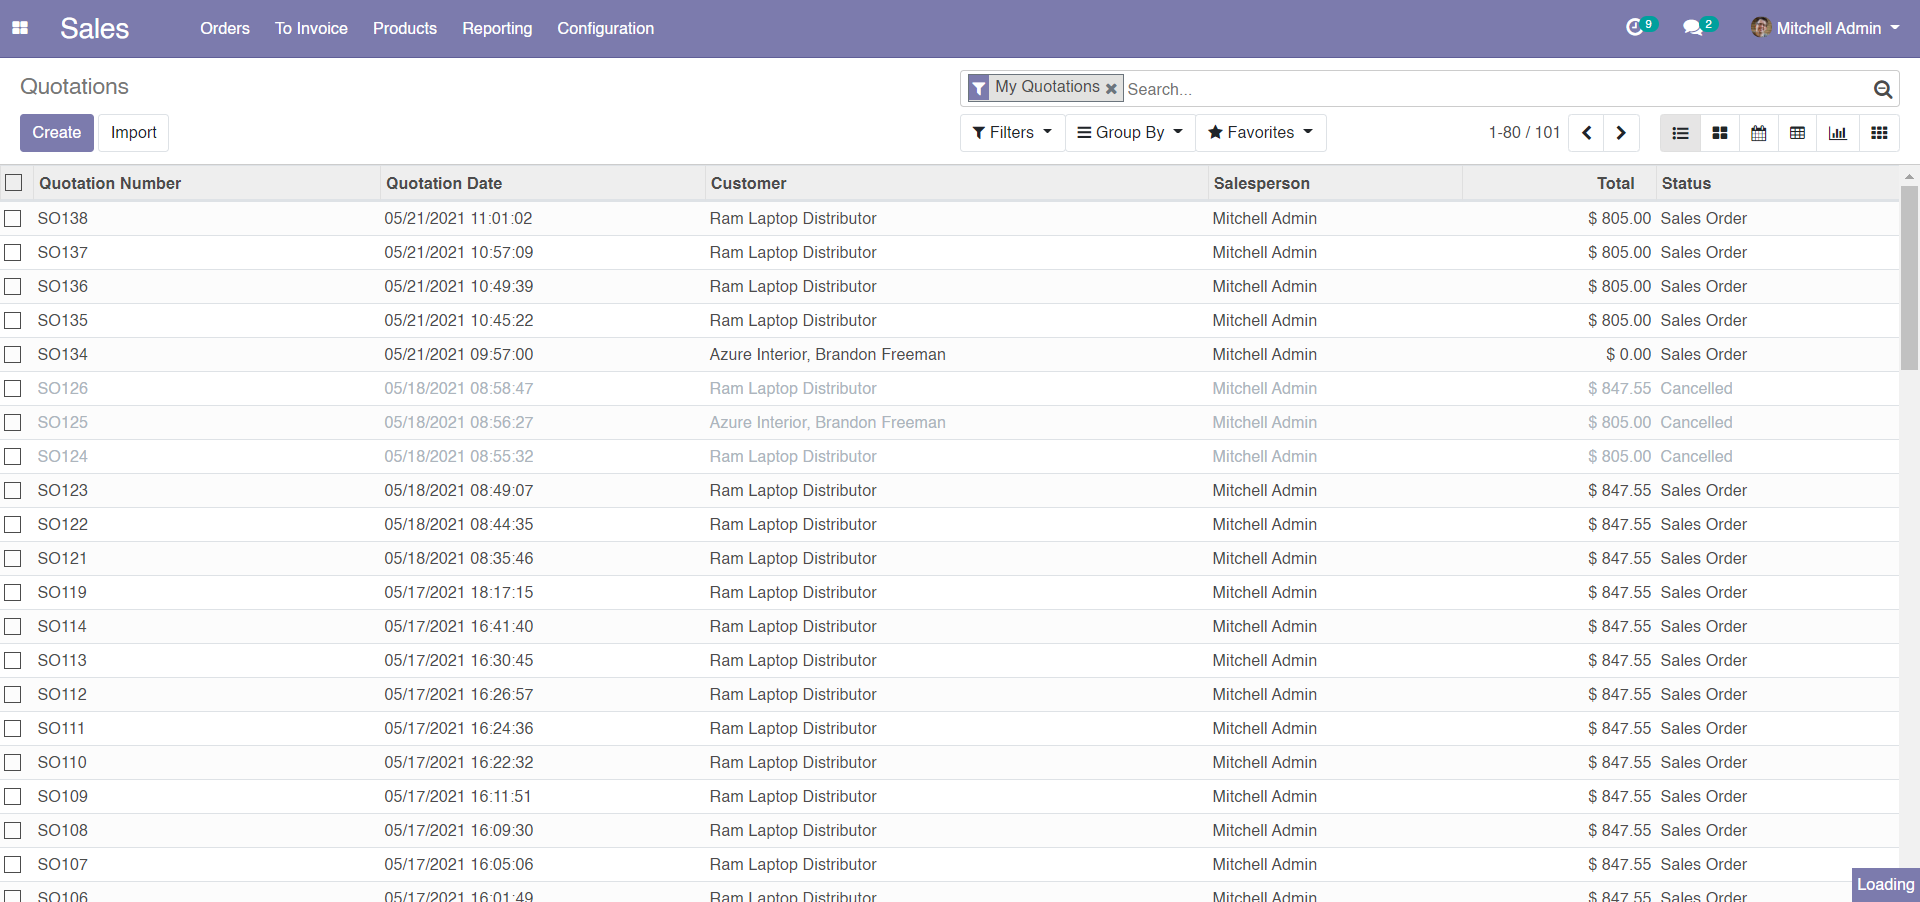 Sales Orders To Invoice Products Reporting Configuration 9 2 Mitchell Admin
Quotations
My Quotations Search...
Create Import
Filters Group By Favorites 1-80 / 101
Quotation Number Quotation Date Customer Salesperson Total Status
SO138 05/21/2021 11:01:02 Ram Laptop Distributor Mitchell Admin $ 805.00 Sales Order
SO137 05/21/2021 10:57:09 Ram Laptop Distributor Mitchell Admin $ 805.00 Sales Order
SO136 05/21/2021 10:49:39 Ram Laptop Distributor Mitchell Admin $ 805.00 Sales Order
SO135 05/21/2021 10:45:22 Ram Laptop Distributor Mitchell Admin $ 805.00 Sales Order
SO134 05/21/2021 09:57:00 Azure Interior, Brandon Freeman Mitchell Admin $ 0.00 Sales Order
SO126 05/18/2021 08:58:47 Ram Laptop Distributor Mitchell Admin $ 847.55 Cancelled
SO125 05/18/2021 08:56:27 Azure Interior, Brandon Freeman Mitchell Admin $ 805.00 Cancelled
SO124 05/18/2021 08:55:32 Ram Laptop Distributor Mitchell Admin $ 805.00 Cancelled
SO123 05/18/2021 08:49:07 Ram Laptop Distributor Mitchell Admin $ 847.55 Sales Order
SO122 05/18/2021 08:44:35 Ram Laptop Distributor Mitchell Admin $ 847.55 Sales Order
SO121 05/18/2021 08:35:46 Ram Laptop Distributor Mitchell Admin $ 847.55 Sales Order
SO119 05/17/2021 18:17:15 Ram Laptop Distributor Mitchell Admin $ 847.55 Sales Order
SO114 05/17/2021 16:41:40 Ram Laptop Distributor Mitchell Admin $ 847.55 Sales Order
SO113 05/17/2021 16:30:45 Ram Laptop Distributor Mitchell Admin $ 847.55 Sales Order
SO112 05/17/2021 16:26:57 Ram Laptop Distributor Mitchell Admin $ 847.55 Sales Order
SO111 05/17/2021 16:24:36 Ram Laptop Distributor Mitchell Admin $ 847.55 Sales Order
SO110 05/17/2021 16:22:32 Ram Laptop Distributor Mitchell Admin $ 847.55 Sales Order
SO109 05/17/2021 16:11:51 Ram Laptop Distributor Mitchell Admin $ 847.55 Sales Order
SO108 05/17/2021 16:09:30 Ram Laptop Distributor Mitchell Admin $ 847.55 Sales Order
SO107 05/17/2021 16:05:06 Ram Laptop Distributor Mitchell Admin $ 847.55 Sales Order
SO106 05/17/2021 16:01:49 Ram Laptop Distributor Mitchell Admin $ 847.55 Sales Order
Loading